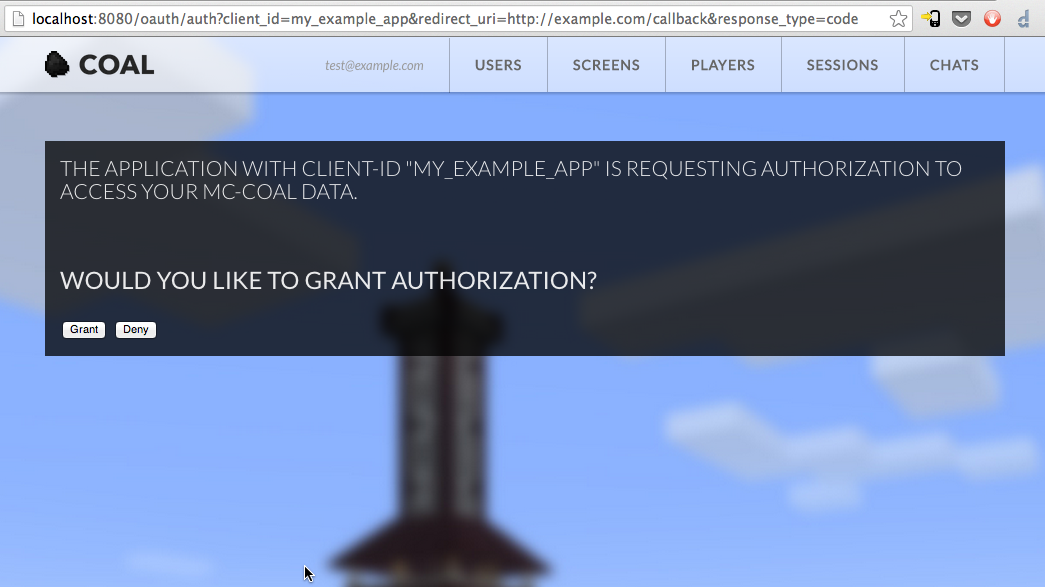 localhost:8080/oauth/auth?client_id=my_example_app&redirect_uri=http://example.com/callback&response_type=code
COAL test@example.com USERS SCREENS PLAYERS SESSIONS CHATS
THE APPLICATION WITH CLIENT-ID "MY_EXAMPLE_APP" IS REQUESTING AUTHORIZATION TO
ACCESS YOUR MC-COAL DATA.
WOULD YOU LIKE TO GRANT AUTHORIZATION?
Grant Deny